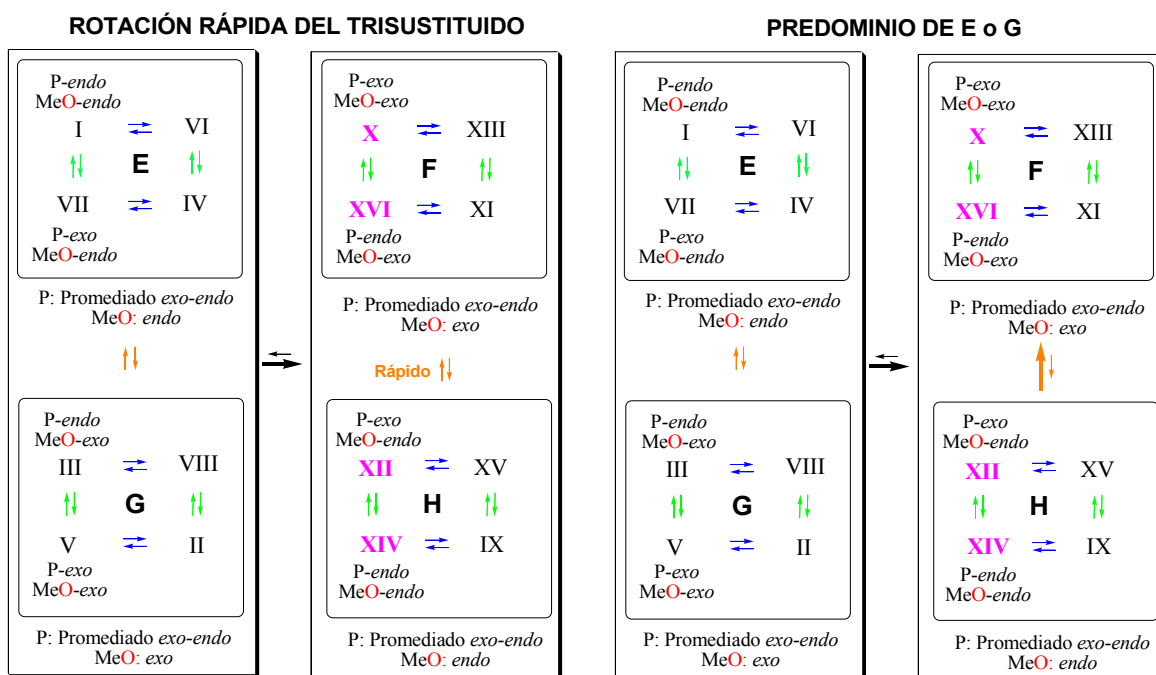 ROTACIÓN RÁPIDA DEL TRISUSTITUIDO
P-endo
MeO-endo
I VI
E
VII IV
P-exo
MeO-endo
P: Promediado exo-endo
MeO: endo
P-endo
MeO-exo
III VIII
G
V II
P-exo
MeO-exo
P: Promediado exo-endo
MeO: exo
P-exo
MeO-exo
X XIII
F
XVI XI
P-endo
MeO-exo
P: Promediado exo-endo
MeO: exo
Rápido
P-exo
MeO-endo
XII XV
H
XIV IX
P-endo
MeO-endo
P: Promediado exo-endo
MeO: endo
PREDOMINIO DE E o G
P-endo
MeO-endo
I VI
E
VII IV
P-exo
MeO-endo
P: Promediado exo-endo
MeO: endo
P-endo
MeO-exo
III VIII
G
V II
P-exo
MeO-exo
P: Promediado exo-endo
MeO: exo
P-exo
MeO-exo
X XIII
F
XVI XI
P-endo
MeO-exo
P: Promediado exo-endo
MeO: exo
P-exo
MeO-endo
XII XV
H
XIV IX
P-endo
MeO-endo
P: Promediado exo-endo
MeO: endo